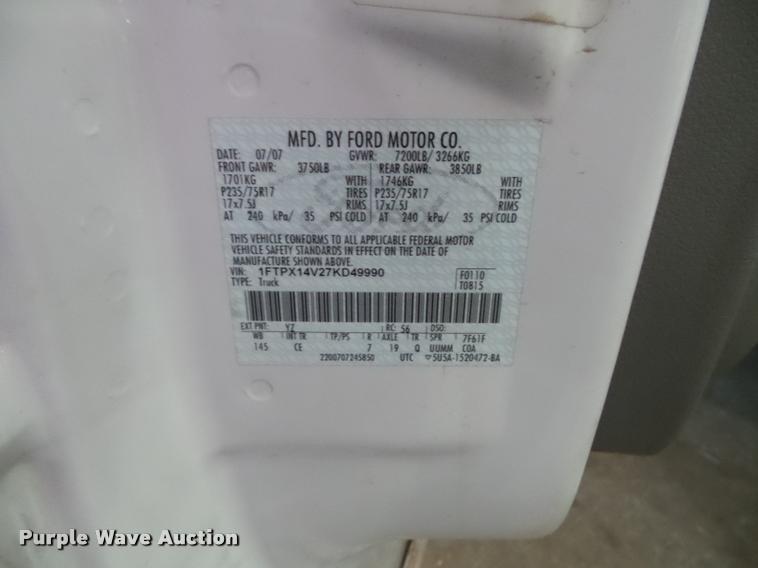 MFD. BY FORD MOTOR CO.
DATE: 07/07 GVWR: 7200LB/ 3266KG
FRONT GAWR: 3750LB REAR GAWR: 3850LB
1701KG WITH 1746KG WITH
P235/75R17 TIRES P235/75R17 TIRES
17x7.5J RIMS 17x7.5J RIMS
AT 240 kPa/ 35 PSI COLD AT 240 kPa/ 35 PSI COLD
THIS VEHICLE CONFORMS TO ALL APPLICABLE FEDERAL MOTOR
VEHICLE SAFETY STANDARDS IN EFFECT ON THE DATE OF
MANUFACTURE SHOWN ABOVE.
VIN: 1FTPX14V27KD49990 F0110
TYPE: Truck T0815
EXT PNT: YZ RC: 56 DSO:
WB INT TR TP/PS R AXLE TR SPR 7F61F
145 CE 7 19 Q UUMM COA
2200707245850 UTC ▽5U5A-1520472-BA
Purple Wave Auction